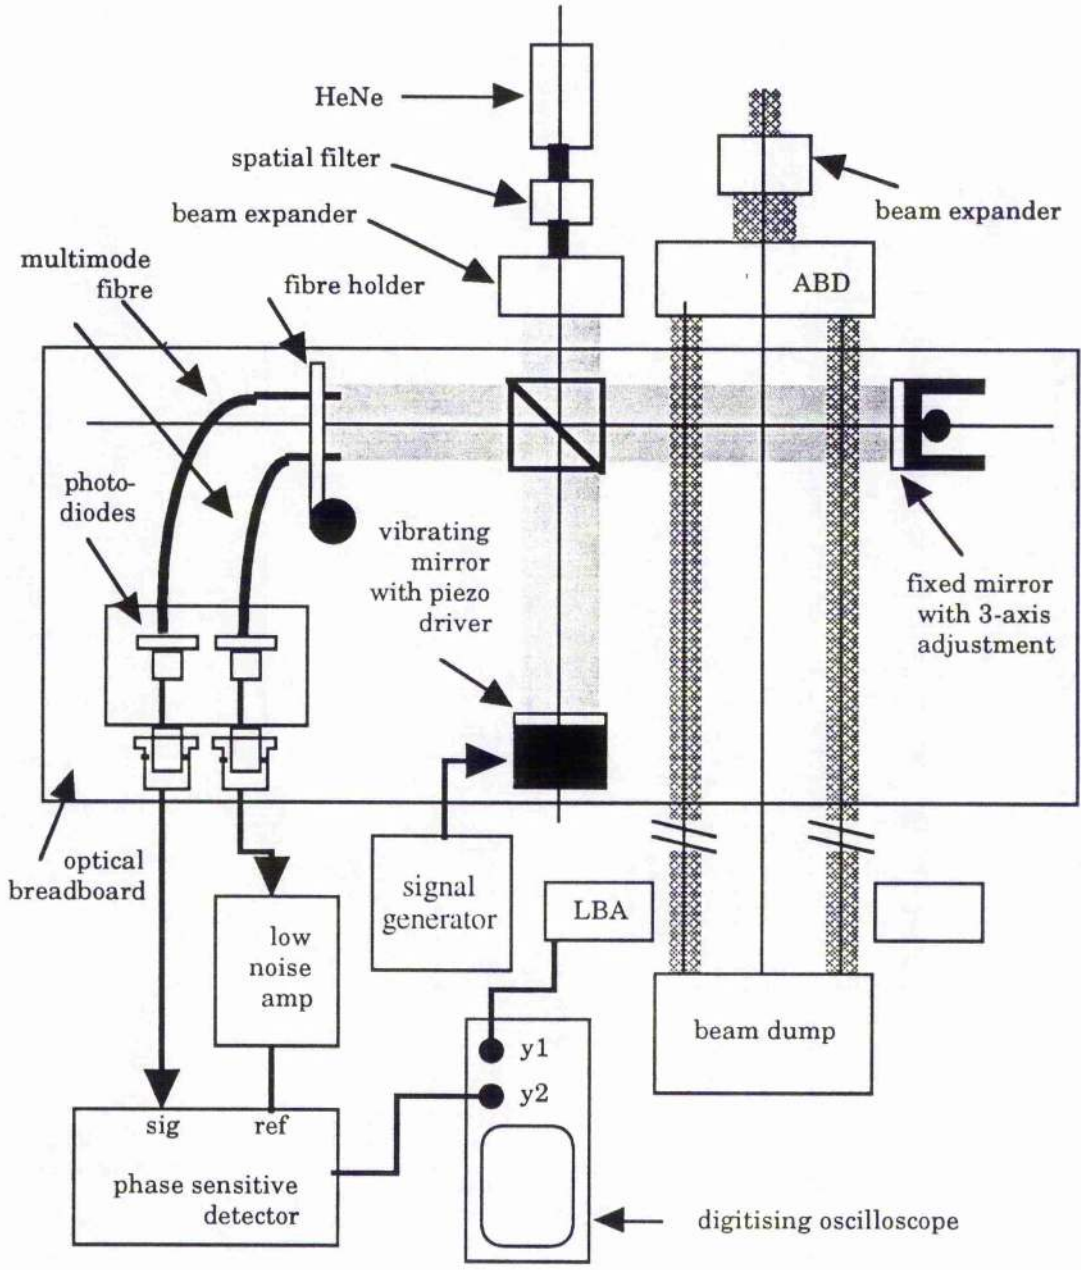 HeNe
spatial filter
beam expander
beam expander
multimode
fibre
fibre holder
ABD
photo-
diodes
vibrating
mirror
with piezo
driver
fixed mirror
with 3-axis
adjustment
optical
breadboard
signal
generator
LBA
low
noise
amp
beam dump
y1
y2
sig
ref
phase sensitive
detector
digitising oscilloscope